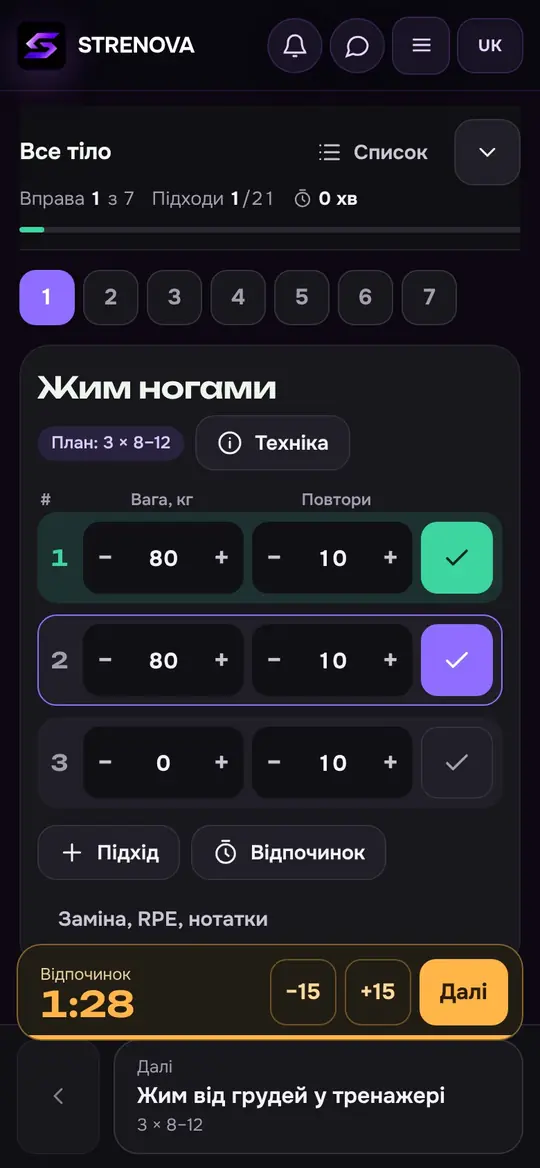 STRENOVA
UK
Все тіло
Список
Вправа 1 з 7 Підходи 1/21 0 хв
1 2 3 4 5 6 7
Жим ногами
План: 3 × 8–12
Техніка
# Вага, кг Повтори
1 − 80 + − 10 +
2 − 80 + − 10 +
3 − 0 + − 10 +
+ Підхід
Відпочинок
Заміна, RPE, нотатки
Відпочинок
1:28
−15
+15
Далі
Далі
Жим від грудей у тренажері
3 × 8–12